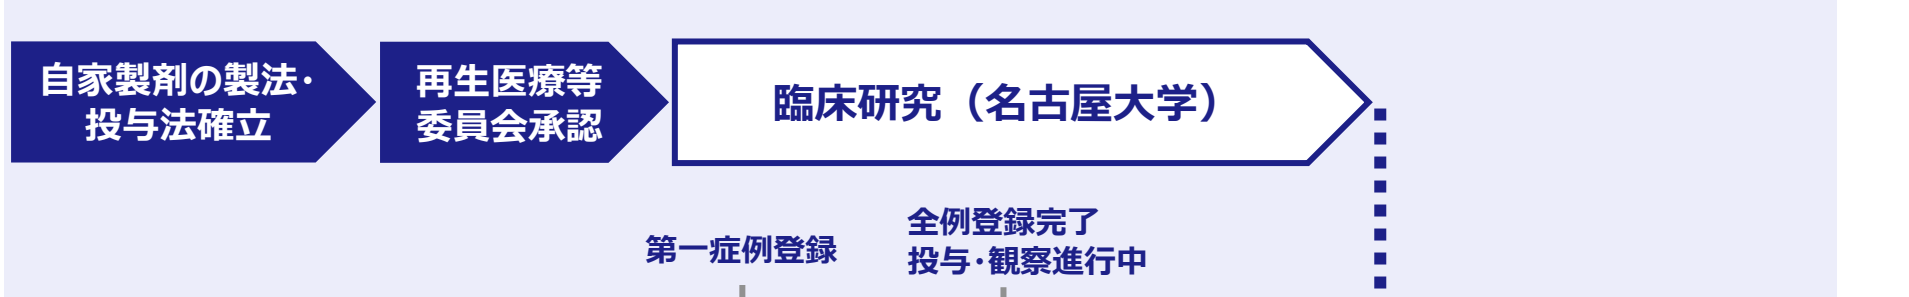 自家製剤の製法・
投与法確立
再生医療等
委員会承認
臨床研究（名古屋大学）
第一症例登録
全例登録完了
投与・観察進行中